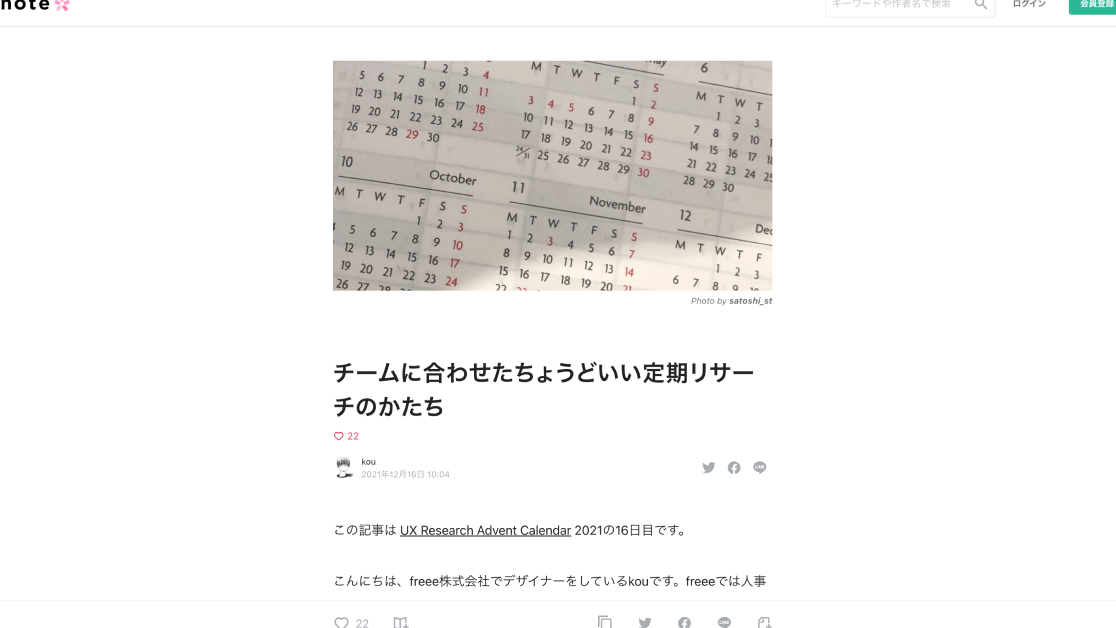 note
キーワードや作者名で検索
ログイン
会員登録
May
6
1 2 3 4
5 6 7 8 9 10 11
12 13 14 15 16 17 18
19 20 21 22 23 24 25
26 27 28 29 30
M T W T F S S
1 2
3 4 5 6 7 8 9
10 11 12 13 14 15 16
17 18 19 20 21 22 23
24/31 25 26 27 28 29 30
M T W T
1 2 3
7 8 9 10
14 15 16 17
21 22 23 24
28 29 30
10
October
M T W T F S S
1 2 3
5 6 7 8 9 10
12 13 14 15 16 17
19 20 21 22 23 24
26 27 28
11
November
M T W T F S S
1 2 3 4 5 6 7
8 9 10 11 12 13 14
15 16 17 18 19 20 21
12
M T W T F
1 2 3
6 7 8 9 10
Photo by satoshi_st
チームに合わせたちょうどいい定期リサー
チのかたち
22
kou
2021年12月16日 10:04
この記事は UX Research Advent Calendar 2021の16日目です。
こんにちは、freee株式会社でデザイナーをしているkouです。freeeでは人事
22